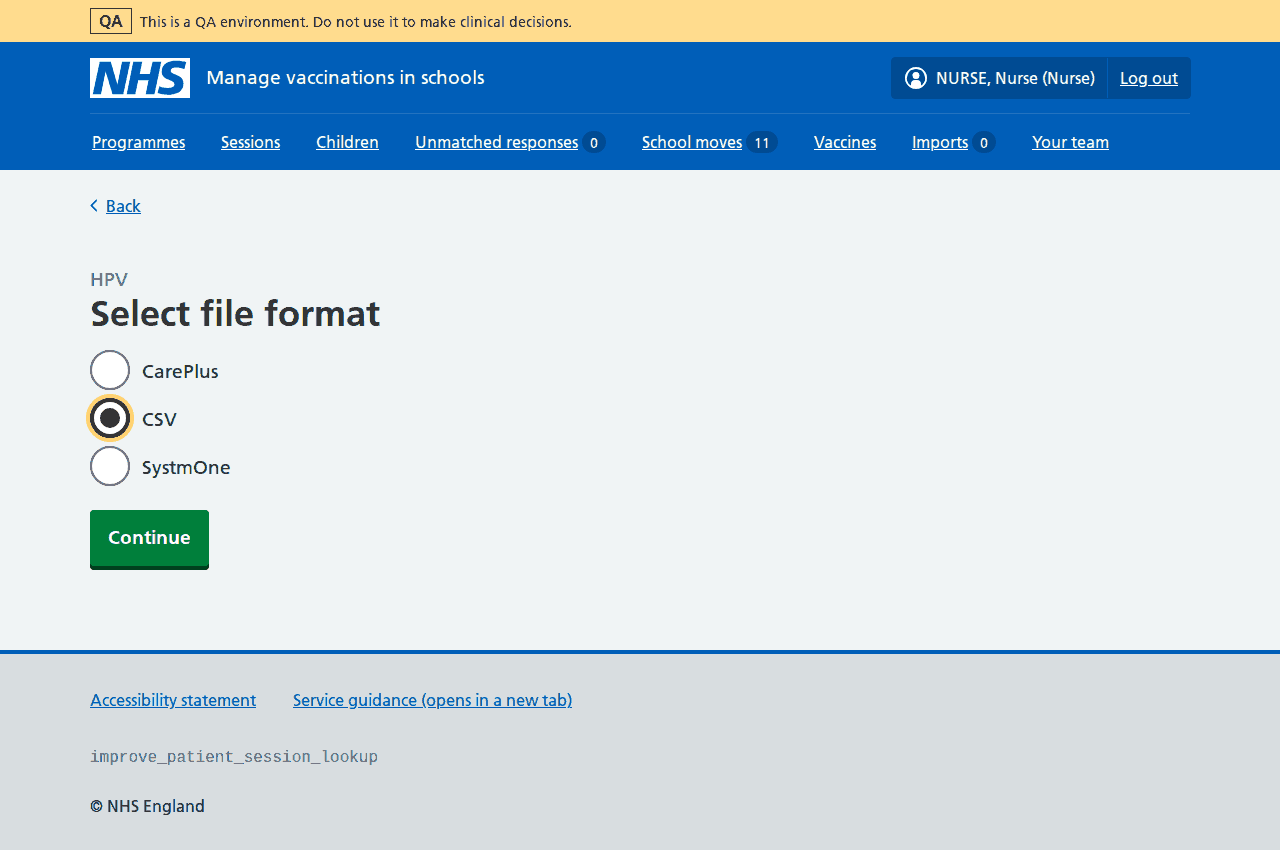 QA This is a QA environment. Do not use it to make clinical decisions.
NHS Manage vaccinations in schools NURSE, Nurse (Nurse) Log out
Programmes Sessions Children Unmatched responses 0 School moves 11 Vaccines Imports 0 Your team
Back
HPV
Select file format
CarePlus
CSV
SystmOne
Continue
Accessibility statement Service guidance (opens in a new tab)
improve_patient_session_lookup
© NHS England